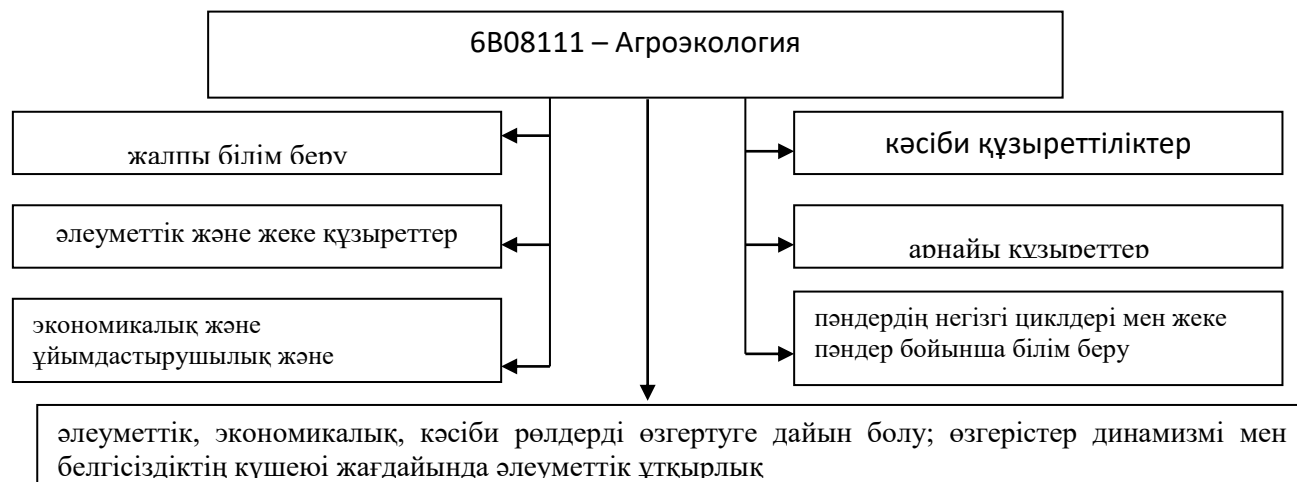 6B08111 – Агроэкология
жалпы білім беру
кәсіби құзыреттіліктер
әлеуметтік және жеке құзыреттер
арнайы құзыреттер
экономикалық және
ұйымдастырушылық және
пәндердің негізгі циклдері мен жеке
пәндер бойынша білім беру
әлеуметтік, экономикалық, кәсіби рөлдерді өзгертуге дайын болу; өзгерістер динамизмі мен
белгісіздіктің күшеюі жағдайында әлеуметтік ұтқырлық